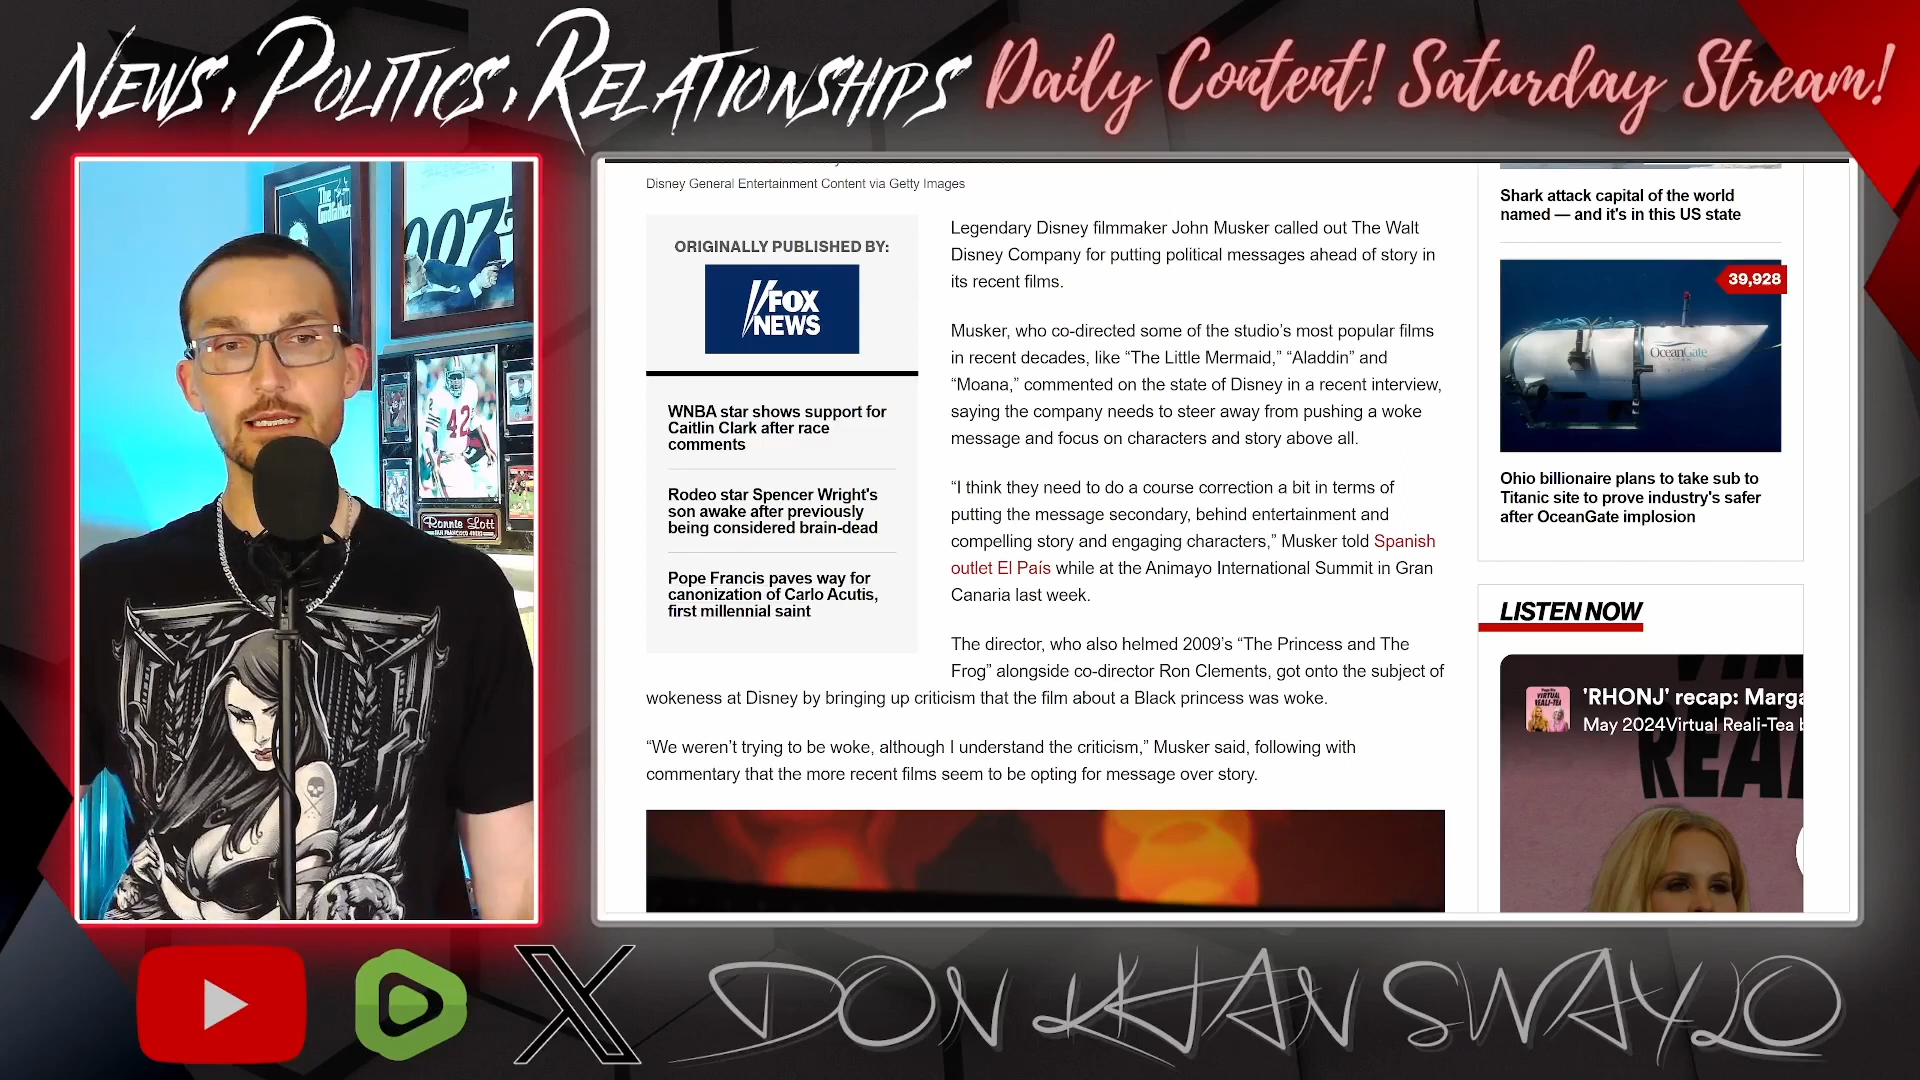 NEWS, POLITICS, RELATIONSHIPS Daily Content! Saturday Stream!
The
Godfather
007
42
Ronnie Lott
SAN FRANCISCO 49ERS
Disney General Entertainment Content via Getty Images
ORIGINALLY PUBLISHED BY:
FOX
NEWS
WNBA star shows support for
Caitlin Clark after race
comments
Rodeo star Spencer Wright's
son awake after previously
being considered brain-dead
Pope Francis paves way for
canonization of Carlo Acutis,
first millennial saint
Legendary Disney filmmaker John Musker called out The Walt
Disney Company for putting political messages ahead of story in
its recent films.
Musker, who co-directed some of the studio’s most popular films
in recent decades, like “The Little Mermaid,” “Aladdin” and
“Moana,” commented on the state of Disney in a recent interview,
saying the company needs to steer away from pushing a woke
message and focus on characters and story above all.
“I think they need to do a course correction a bit in terms of
putting the message secondary, behind entertainment and
compelling story and engaging characters,” Musker told Spanish
outlet El País while at the Animayo International Summit in Gran
Canaria last week.
The director, who also helmed 2009’s “The Princess and The
Frog” alongside co-director Ron Clements, got onto the subject of
wokeness at Disney by bringing up criticism that the film about a Black princess was woke.
“We weren’t trying to be woke, although I understand the criticism,” Musker said, following with
commentary that the more recent films seem to be opting for message over story.
Shark attack capital of the world
named — and it's in this US state
39,928
OceanGate
Ohio billionaire plans to take sub to
Titanic site to prove industry's safer
after OceanGate implosion
LISTEN NOW
VIRTUAL
REALI-TEA
'RHONJ' recap: Marga
May 2024Virtual Reali-Tea b
REA
X DON KHAN SWAYLO